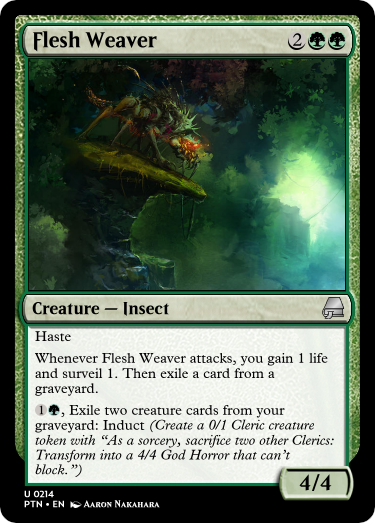 Flesh Weaver 2
Creature — Insect
Haste
Whenever Flesh Weaver attacks, you gain 1 life
and surveil 1. Then exile a card from a
graveyard.
1, Exile two creature cards from your
graveyard: Induct (Create a 0/1 Cleric creature
token with “As a sorcery, sacrifice two other Clerics:
Transform into a 4/4 God Horror that can’t
block.”)
4/4
U 0214
PTN • EN Aaron Nakahara